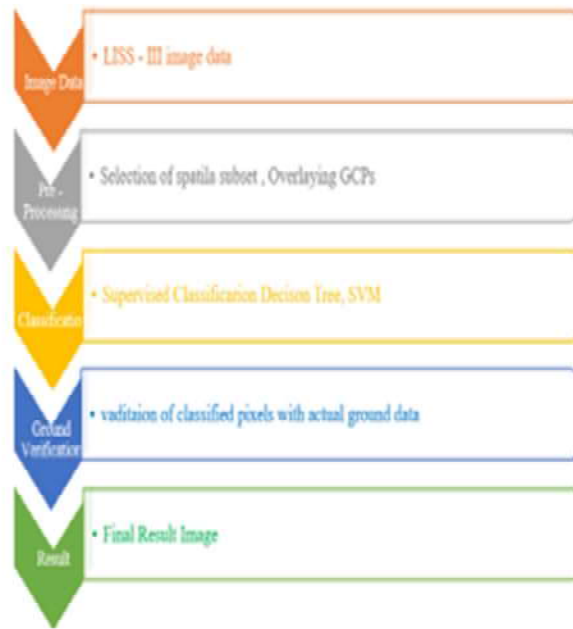 Image Data
• LISS - III image data
Pre -
Processing
• Selection of spatila subset , Overlaying GCPs
Classificatio
• Supervised Classification Decison Tree, SVM
Ground
Verification
• vaditaion of classified pixels with actual ground data
Result
• Final Result Image